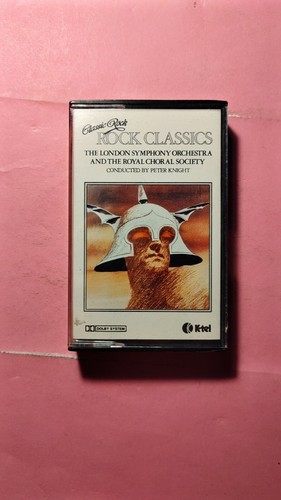 Classic Rock
ROCK CLASSICS
THE LONDON SYMPHONY ORCHESTRA
AND THE ROYAL CHORAL SOCIETY
CONDUCTED BY PETER KNIGHT
DOLBY SYSTEM
K-tel